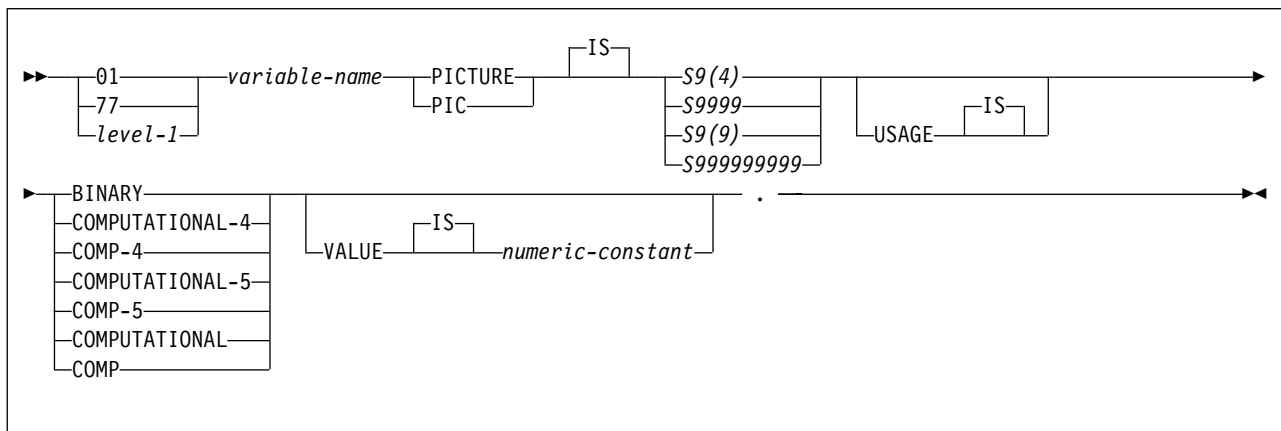 IS
01 variable-name PICTURE S9(4)
77 PIC S9999 IS
level-1 S9(9) USAGE
S999999999
BINARY .
COMPUTATIONAL-4 IS
COMP-4 VALUE numeric-constant
COMPUTATIONAL-5
COMP-5
COMPUTATIONAL
COMP